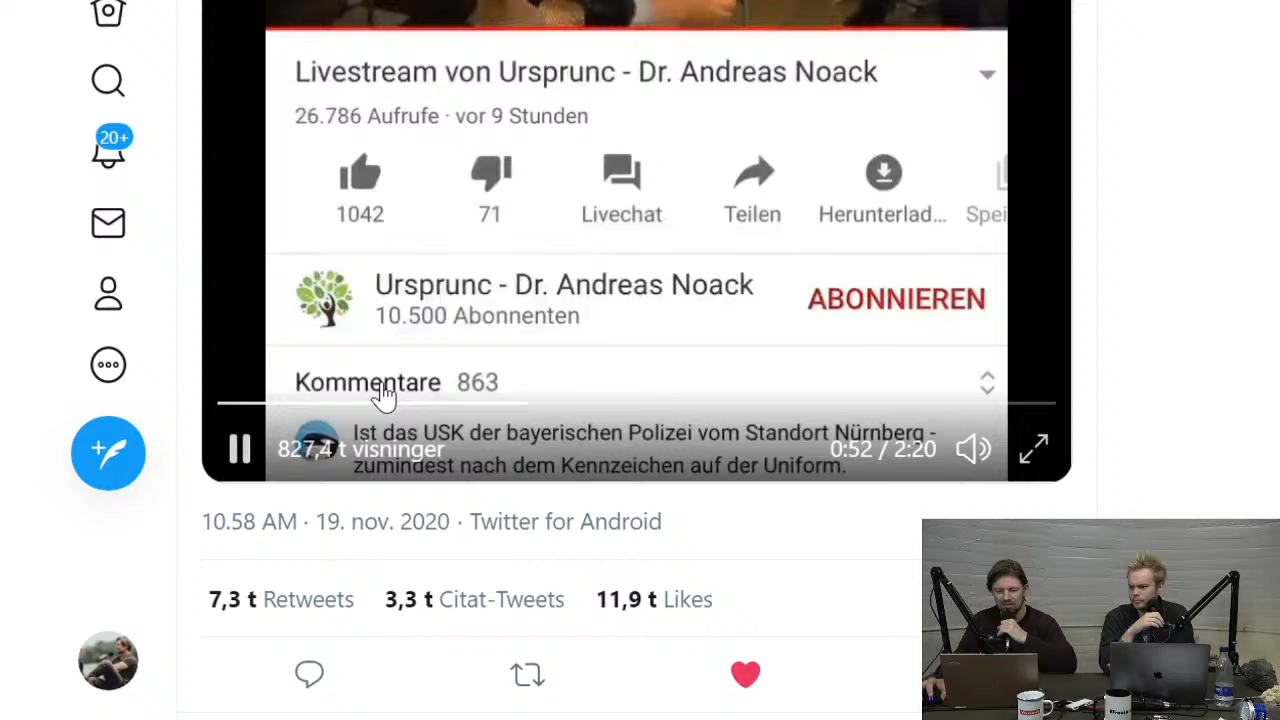 Livestream von Ursprunc - Dr. Andreas Noack
26.786 Aufrufe · vor 9 Stunden
1042
71
Livechat
Teilen
Herunterlad...
Spei
20+
Ursprunc - Dr. Andreas Noack
10.500 Abonnenten
ABONNIEREN
Kommentare 863
Ist das USK der bayerischen Polizei vom Standort Nürnberg -
zumindest nach dem Kennzeichen auf der Uniform.
827,4 t visninger
0:52 / 2:20
10.58 AM · 19. nov. 2020 · Twitter for Android
7,3 t Retweets 3,3 t Citat-Tweets 11,9 t Likes